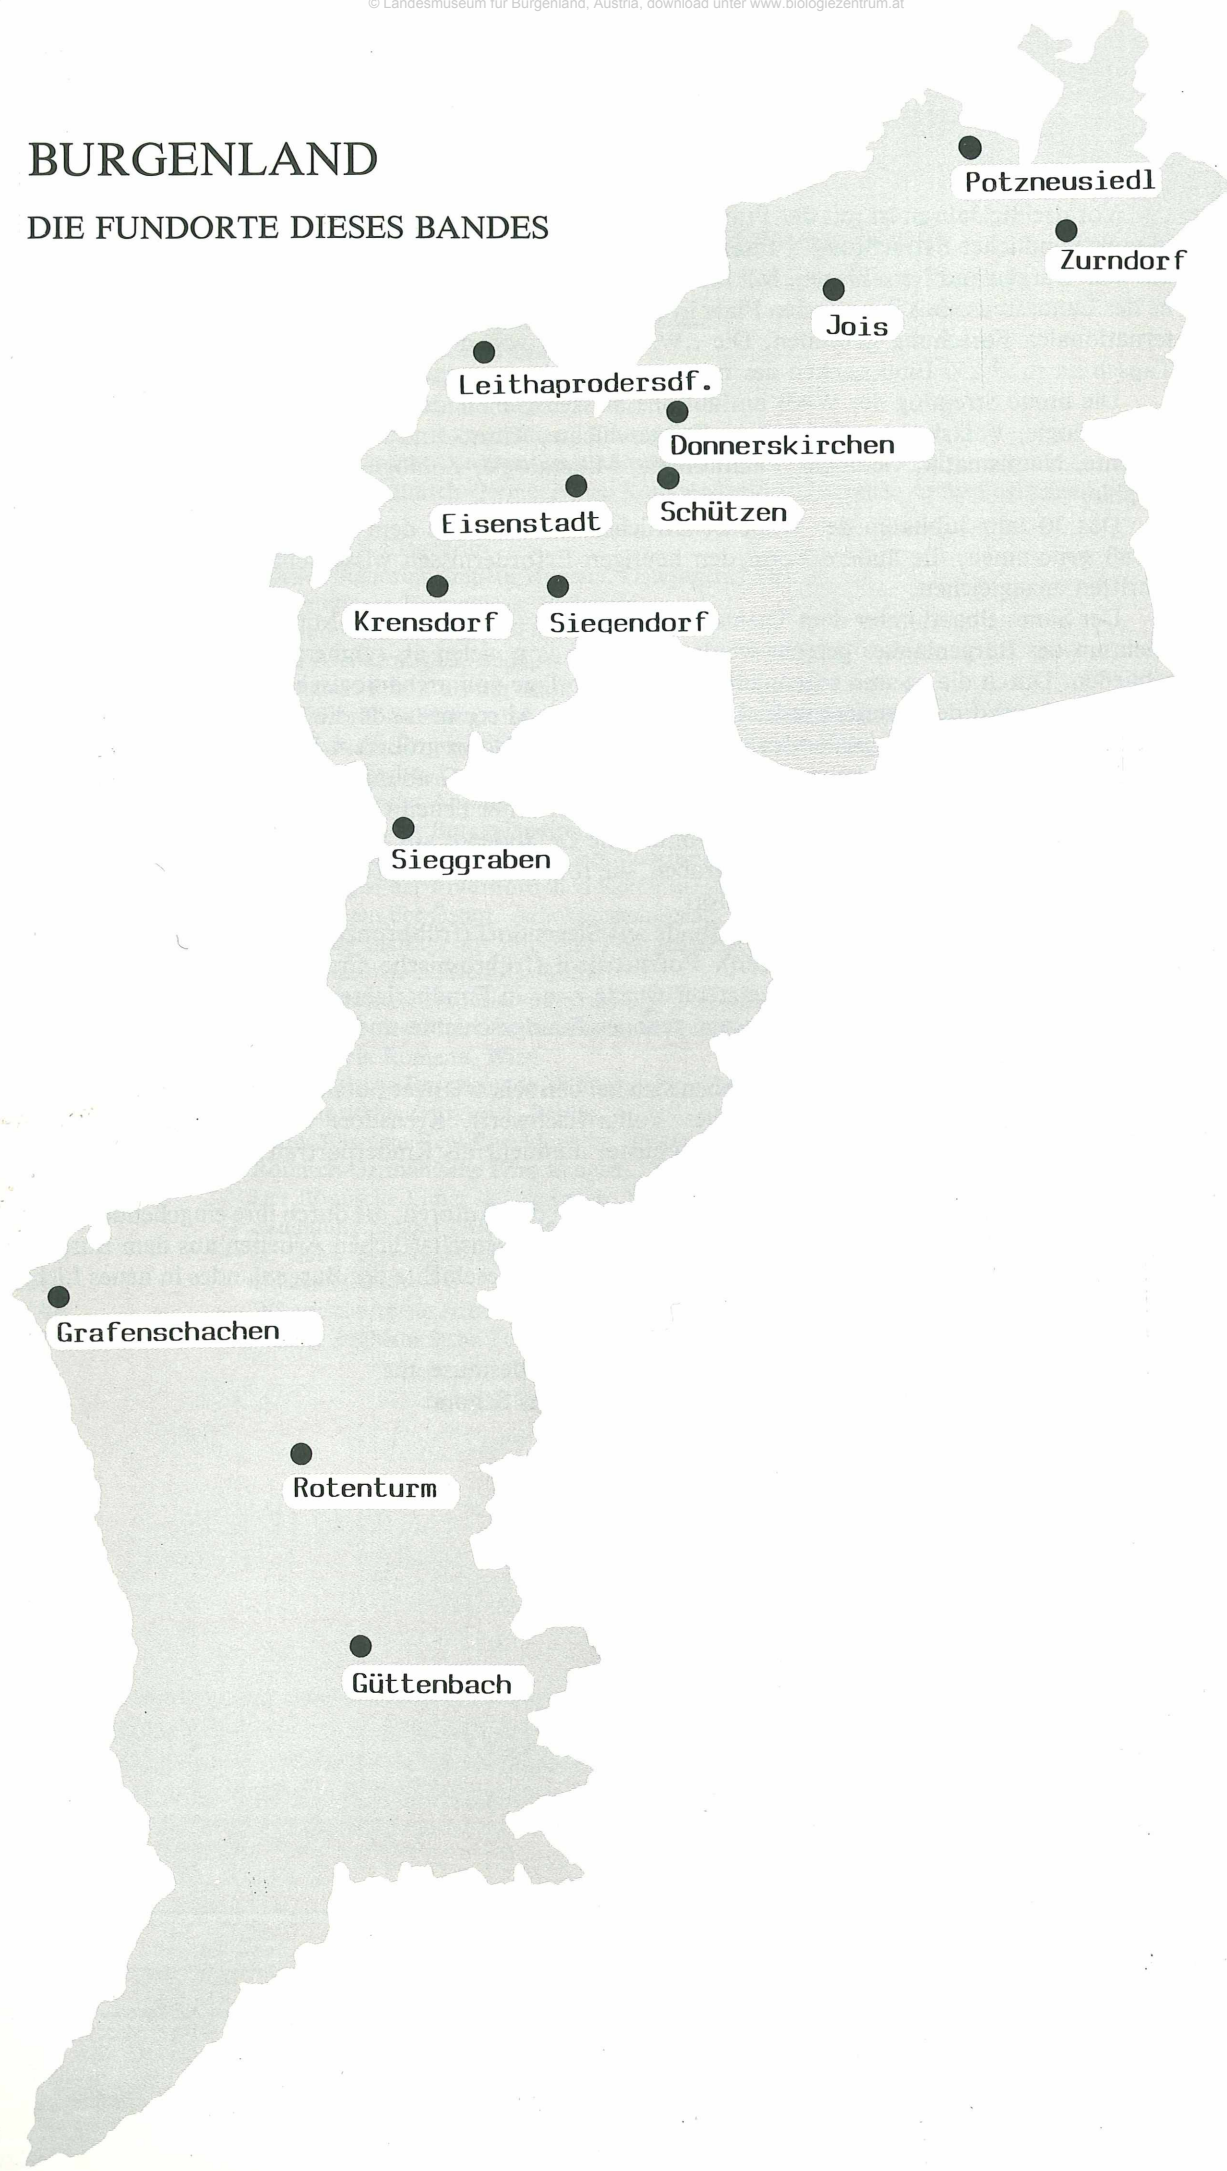 © Landesmuseum für Burgenland, Austria, download unter www.biologiezentrum.at
BURGENLAND
DIE FUNDORTE DIESES BANDES
Potzneusiedl
Zurndorf
Jois
Leithaprodersdf.
Donnerskirchen
Eisenstadt
Schützen
Krensdorf
Siegendorf
Sieggraben
Grafenschachen
Rotenturm
Güttenbach